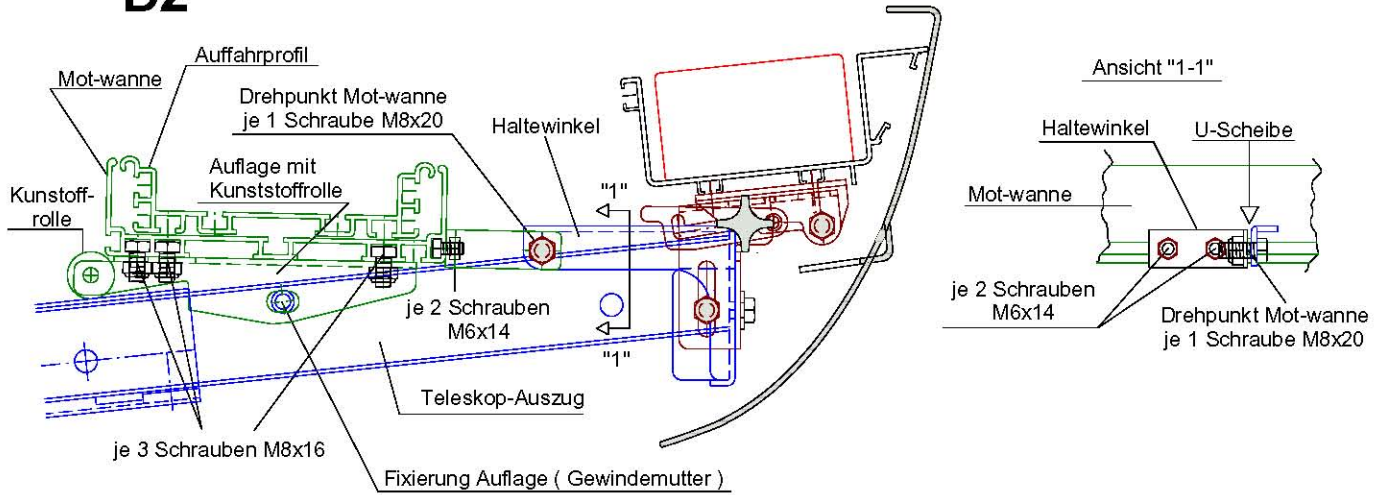 D2
Auffahrprofil
Mot-wanne
Drehpunkt Mot-wanne
je 1 Schraube M8x20
Haltewinkel
Auflage mit
Kunststoffrolle
Kunstoff-
rolle
"1"
"1"
je 2 Schrauben
M6x14
Teleskop-Auszug
je 3 Schrauben M8x16
Fixierung Auflage ( Gewindemutter )
Ansicht "1-1"
Haltewinkel
U-Scheibe
Mot-wanne
je 2 Schrauben
M6x14
Drehpunkt Mot-wanne
je 1 Schraube M8x20